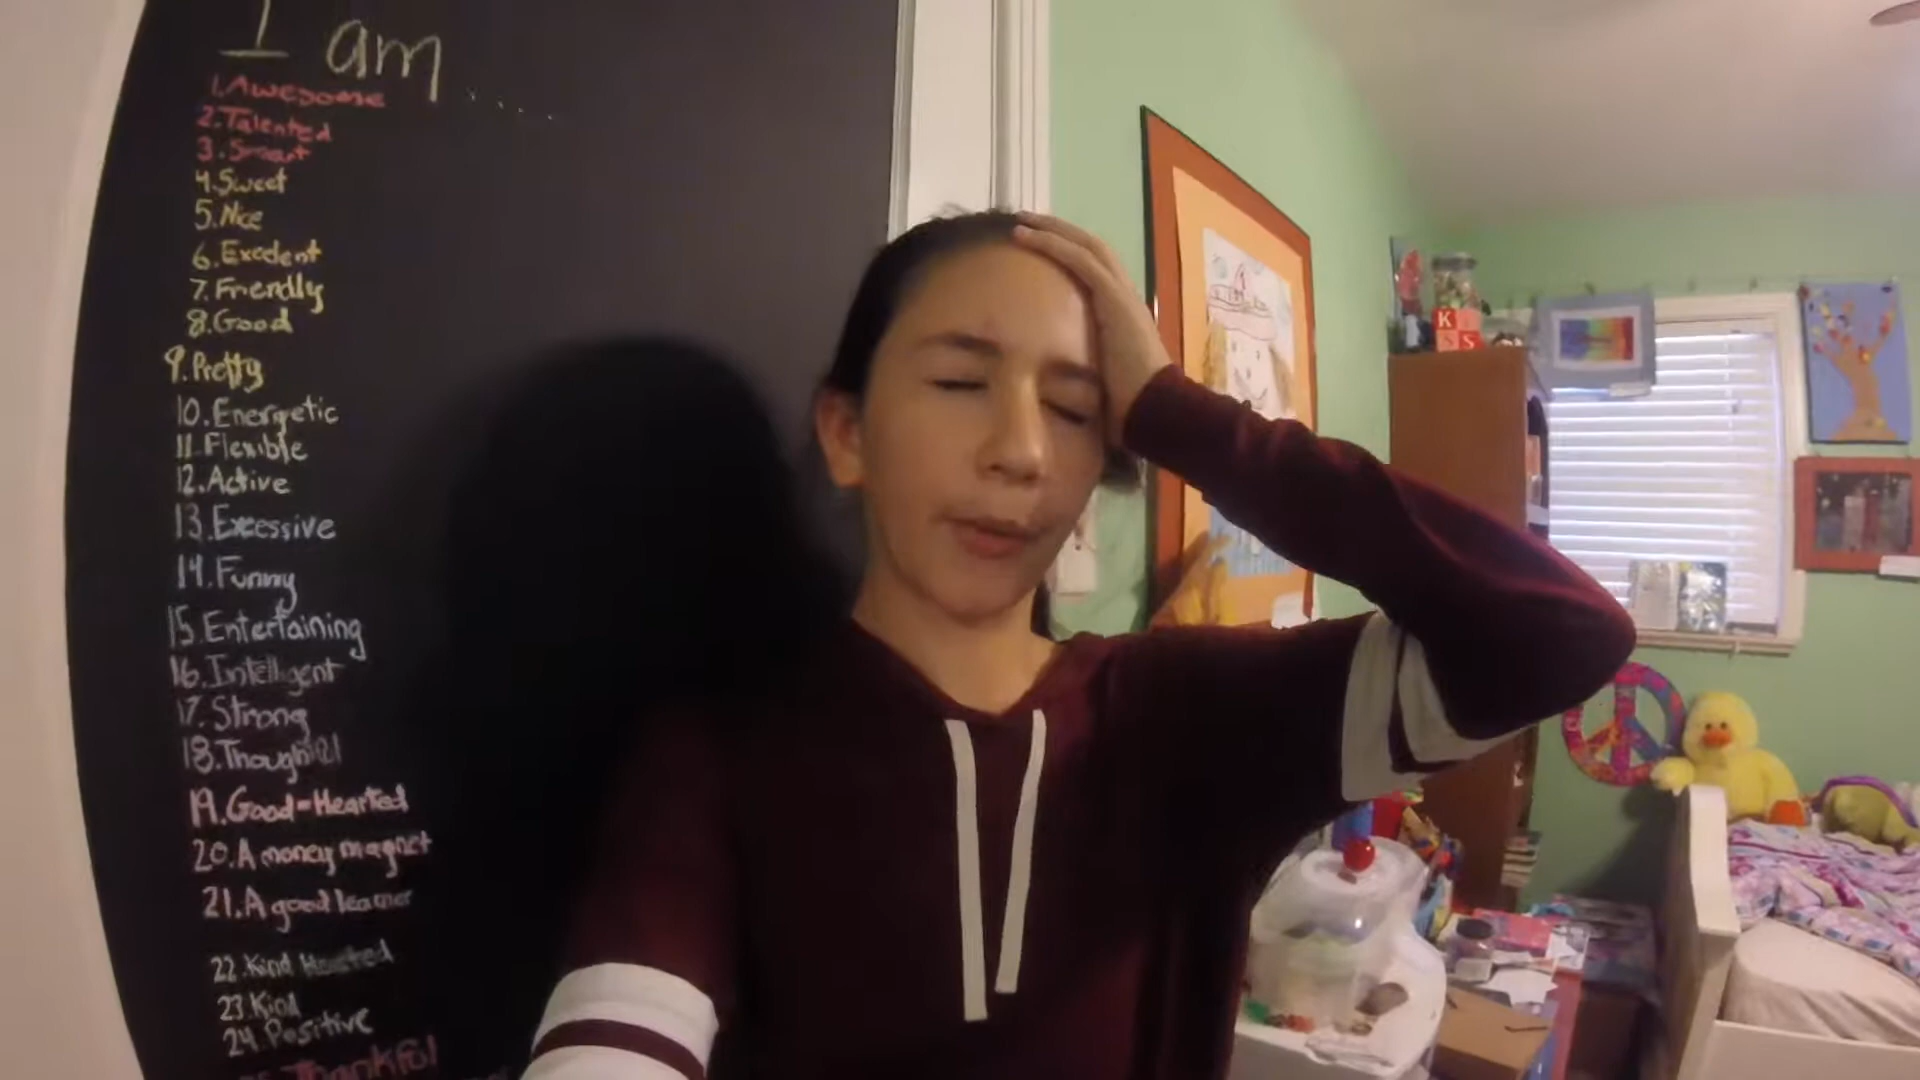 I am.....
1.Awesome
2.Talented
3.Smart
4.Sweet
5.Nice
6.Excelent
7.Friendly
8.Good
9.Pretty
10.Energetic
11.Flexible
12.Active
13.Excessive
14.Funny
15.Entertaining
16.Intelligent
17.Strong
18.Thoughtful
19.Good-Hearted
20.A money magnet
21.A good learner
22.Kind Hearted
23.Kind
24.Positive
Thankful
K
S S